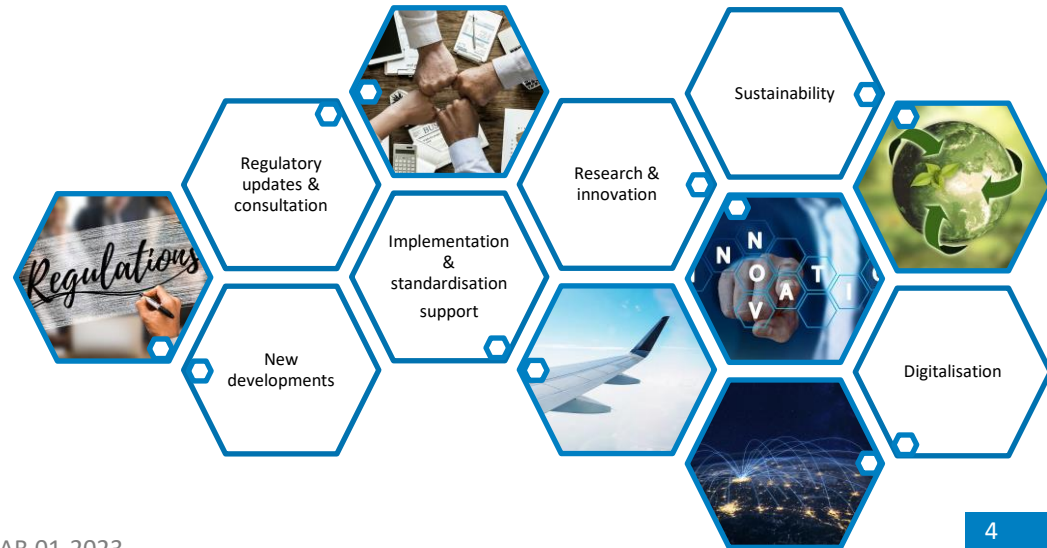 Sustainability
Regulatory
updates &
consultation
Research &
innovation
Implementation
&
standardisation
support
Regulations
N
N O A T I
V
New
developments
Digitalisation
4